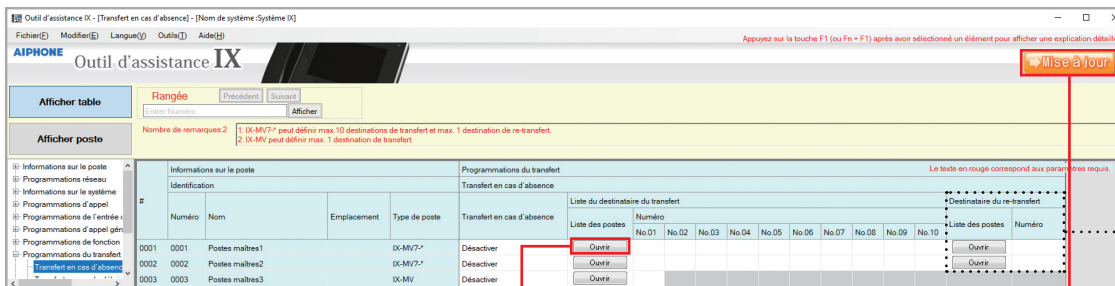 Outil d'assistance IX - [Transfert en cas d'absence] - [Nom de système :Système IX]
Fichier(F) Modifier(E) Langue(V) Outils(T) Aide(H)
Appuyez sur la touche F1 (ou Fn + F1) après avoir sélectionné un élément pour afficher une explication détaillé
AIPHONE
Outil d'assistance IX
Mise à jour
Afficher table
Rangée
Précédent Suivant
Entrer Numéro
Afficher
Afficher poste
Nombre de remarques:2
1. IX-MV7-* peut définir max.10 destinations de transfert et max. 1 destination de re-transfert.
2. IX-MV peut définir max. 1 destination de transfert.
Informations sur le poste
Programmations réseau
Informations sur le système
Programmations d'appel
Programmations de l'entrée
Programmations d'appel gén
Programmations de fonction
Programmations du transfert
Transfert en cas d'absenc
Informations sur le poste Programmations du transfert
Le texte en rouge correspond aux paramètres requis.
Identification Transfert en cas d'absence
# Numéro Nom Emplacement Type de poste Transfert en cas d'absence
Liste du destinataire du transfert Destinataire du re-transfert
Liste des postes Numéro Liste des postes Numéro
No.01 No.02 No.03 No.04 No.05 No.06 No.07 No.08 No.09 No.10
0001 0001 Postes maîtres1 IX-MV7-* Désactiver Ouvrir Ouvrir
0002 0002 Postes maîtres2 IX-MV7-* Désactiver Ouvrir Ouvrir
0003 0003 Postes maîtres3 IX-MV Désactiver Ouvrir